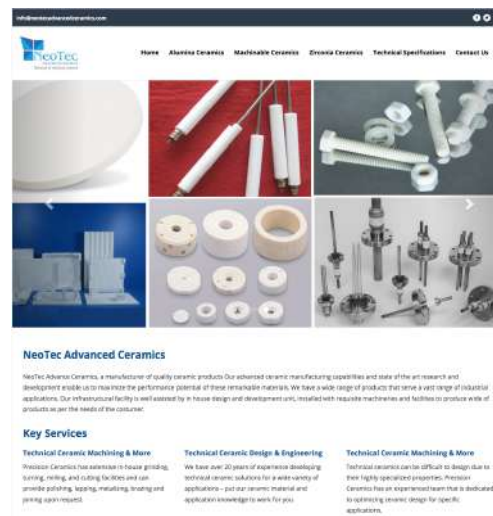 info@neotecadvancedceramics.com
NeoTec
Home Alumina Ceramics Machinable Ceramics Zirconia Ceramics Technical Specifications Contact Us
NeoTec Advanced Ceramics
NeoTec Advance Ceramics, a manufacturer of quality ceramic products Our advanced ceramic manufacturing capabilities and state of the art research and
development enable us to maximize the performance potential of these remarkable materials. We have a wide range of products that serve a vast range of industrial
applications. Our infrastructural facility is well assisted by in house design and development unit, installed with requisite machineries and facilities to produce wide of
products as per the needs of the costumer
Key Services
Technical Ceramic Machining & More
Precision Ceramics has extensive in-house grinding,
turning, milling, and cutting facilities and can
provide polishing, lapping, metallizing, brazing and
joining upon request.
Technical Ceramic Design & Engineering
We have over 20 years of experience developing
technical ceramic solutions for a wide variety of
applications – put our ceramic material and
application knowledge to work for you.
Technical Ceramic Machining & More
Technical ceramics can be difficult to design due to
their highly specialized properties. Precision
Ceramics has an experienced team that is dedicated
to optimizing ceramic design for specific
applications.